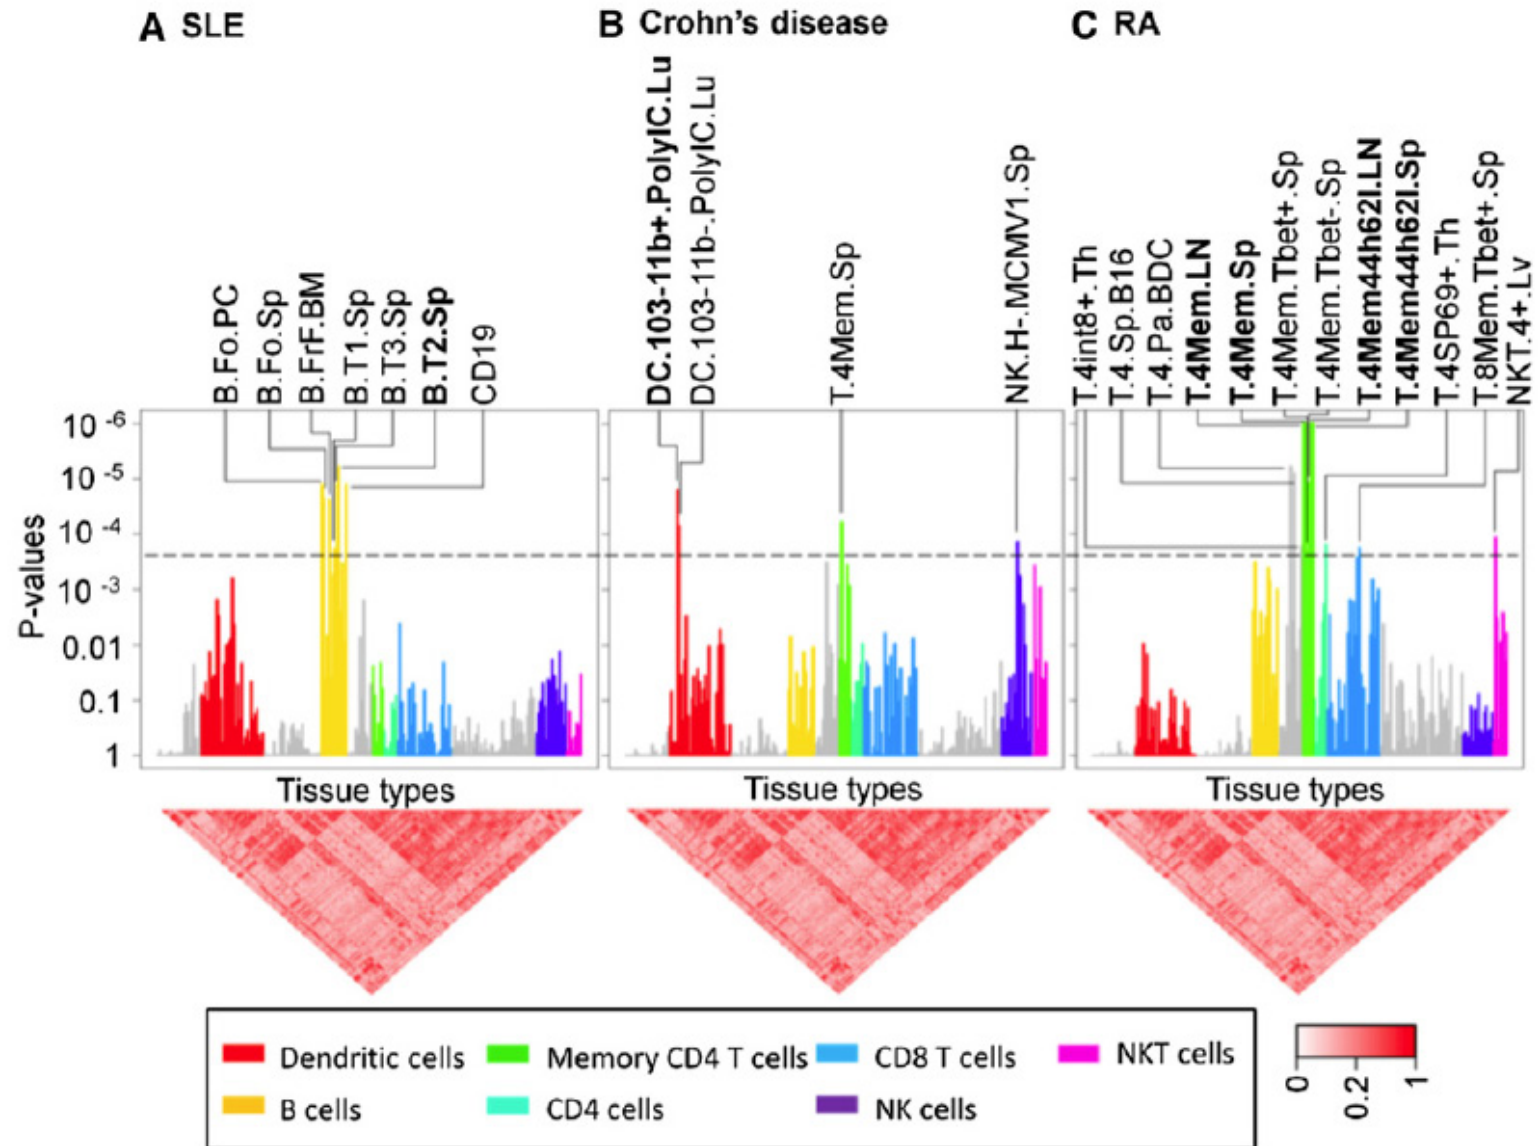 A SLE
B Crohn's disease
C RA
B.Fo.PC
B.Fo.Sp
B.FrF.BM
B.T1.Sp
B.T3.Sp
B.T2.Sp
CD19
DC.103-11b+.PolyIC.Lu
DC.103-11b-.PolyIC.Lu
T.4Mem.Sp
NK.H-.MCMV1.Sp
T.4int8+.Th
T.4.Sp.B16
T.4.Pa.BDC
T.4Mem.LN
T.4Mem.Sp
T.4Mem.Tbet+.Sp
T.4Mem.Tbet-.Sp
T.4Mem44h62l.LN
T.4Mem44h62l.Sp
T.4SP69+.Th
T.8Mem.Tbet+.Sp
NKT.4+.Lv
P-values
10 -6
10 -5
10 -4
10 -3
0.01
0.1
1
Tissue types
Tissue types
Tissue types
Dendritic cells
Memory CD4 T cells
CD8 T cells
NKT cells
B cells
CD4 cells
NK cells
0
0.2
1